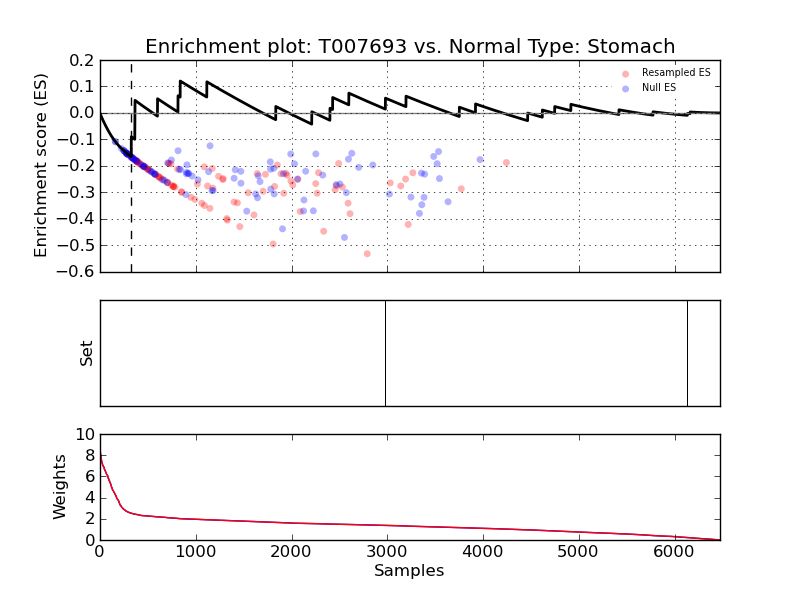 Enrichment plot: T007693 vs. Normal Type: Stomach
Enrichment score (ES)
0.2
0.1
0.0
−0.1
−0.2
−0.3
−0.4
−0.5
−0.6
Resampled ES
Null ES
Set
Weights
10
8
6
4
2
0
0 1000 2000 3000 4000 5000 6000
Samples